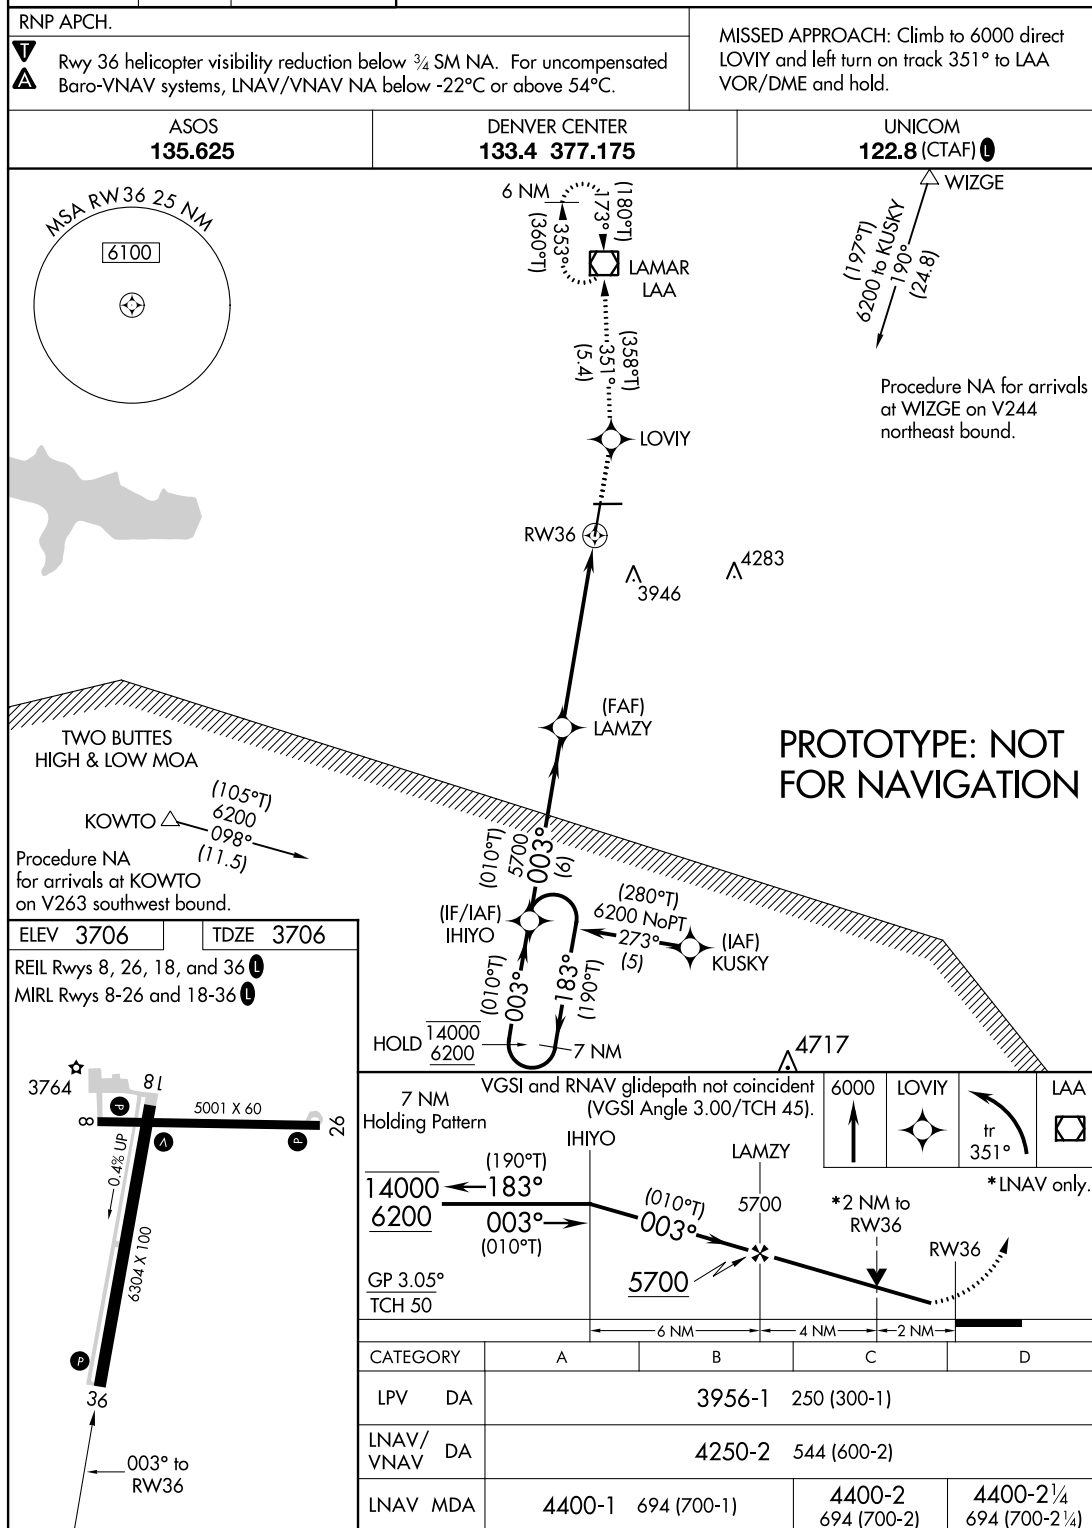 RNP APCH.
T
A
Rwy 36 helicopter visibility reduction below ¾ SM NA. For uncompensated
Baro-VNAV systems, LNAV/VNAV NA below -22°C or above 54°C.
MISSED APPROACH: Climb to 6000 direct
LOVIY and left turn on track 351° to LAA
VOR/DME and hold.
ASOS
135.625
DENVER CENTER
133.4 377.175
UNICOM
122.8 (CTAF) L
MSA RW36 25 NM
6100
6 NM
353°
(360°T)
173°
(180°T)
LAMAR
LAA
(358°T)
351°
(5.4)
LOVIY
WIZGE
(197°T)
6200 to KUSKY
190°
(24.8)
Procedure NA for arrivals
at WIZGE on V244
northeast bound.
RW36
3946
4283
(FAF)
LAMZY
PROTOTYPE: NOT
FOR NAVIGATION
TWO BUTTES
HIGH & LOW MOA
KOWTO
(105°T)
6200
098°
(11.5)
Procedure NA
for arrivals at KOWTO
on V263 southwest bound.
(010°T)
5700
003°
(6)
(IF/IAF)
IHIYO
(280°T)
6200 NoPT
273°
(5)
(IAF)
KUSKY
(010°T)
003°
183°
(190°T)
HOLD 14000
6200
7 NM
4717
ELEV 3706
TDZE 3706
REIL Rwys 8, 26, 18, and 36 L
MIRL Rwys 8-26 and 18-36 L
3764
P
18
8
5001 X 60
26
V
P
0.4% UP
6304 X 100
P
36
003° to
RW36
7 NM
Holding Pattern
VGSI and RNAV glidepath not coincident
(VGSI Angle 3.00/TCH 45).
6000
LOVIY
tr
351°
LAA
IHIYO
LAMZY
*LNAV only.
14000
6200
(190°T)
183°
003°
(010°T)
(010°T)
003°
5700
5700
*2 NM to
RW36
RW36
GP 3.05°
TCH 50
6 NM
4 NM
2 NM
CATEGORY A B C D
LPV DA 3956-1 250 (300-1)
LNAV/
VNAV DA 4250-2 544 (600-2)
LNAV MDA 4400-1 694 (700-1)
4400-2
694 (700-2)
4400-2¼
694 (700-2¼)